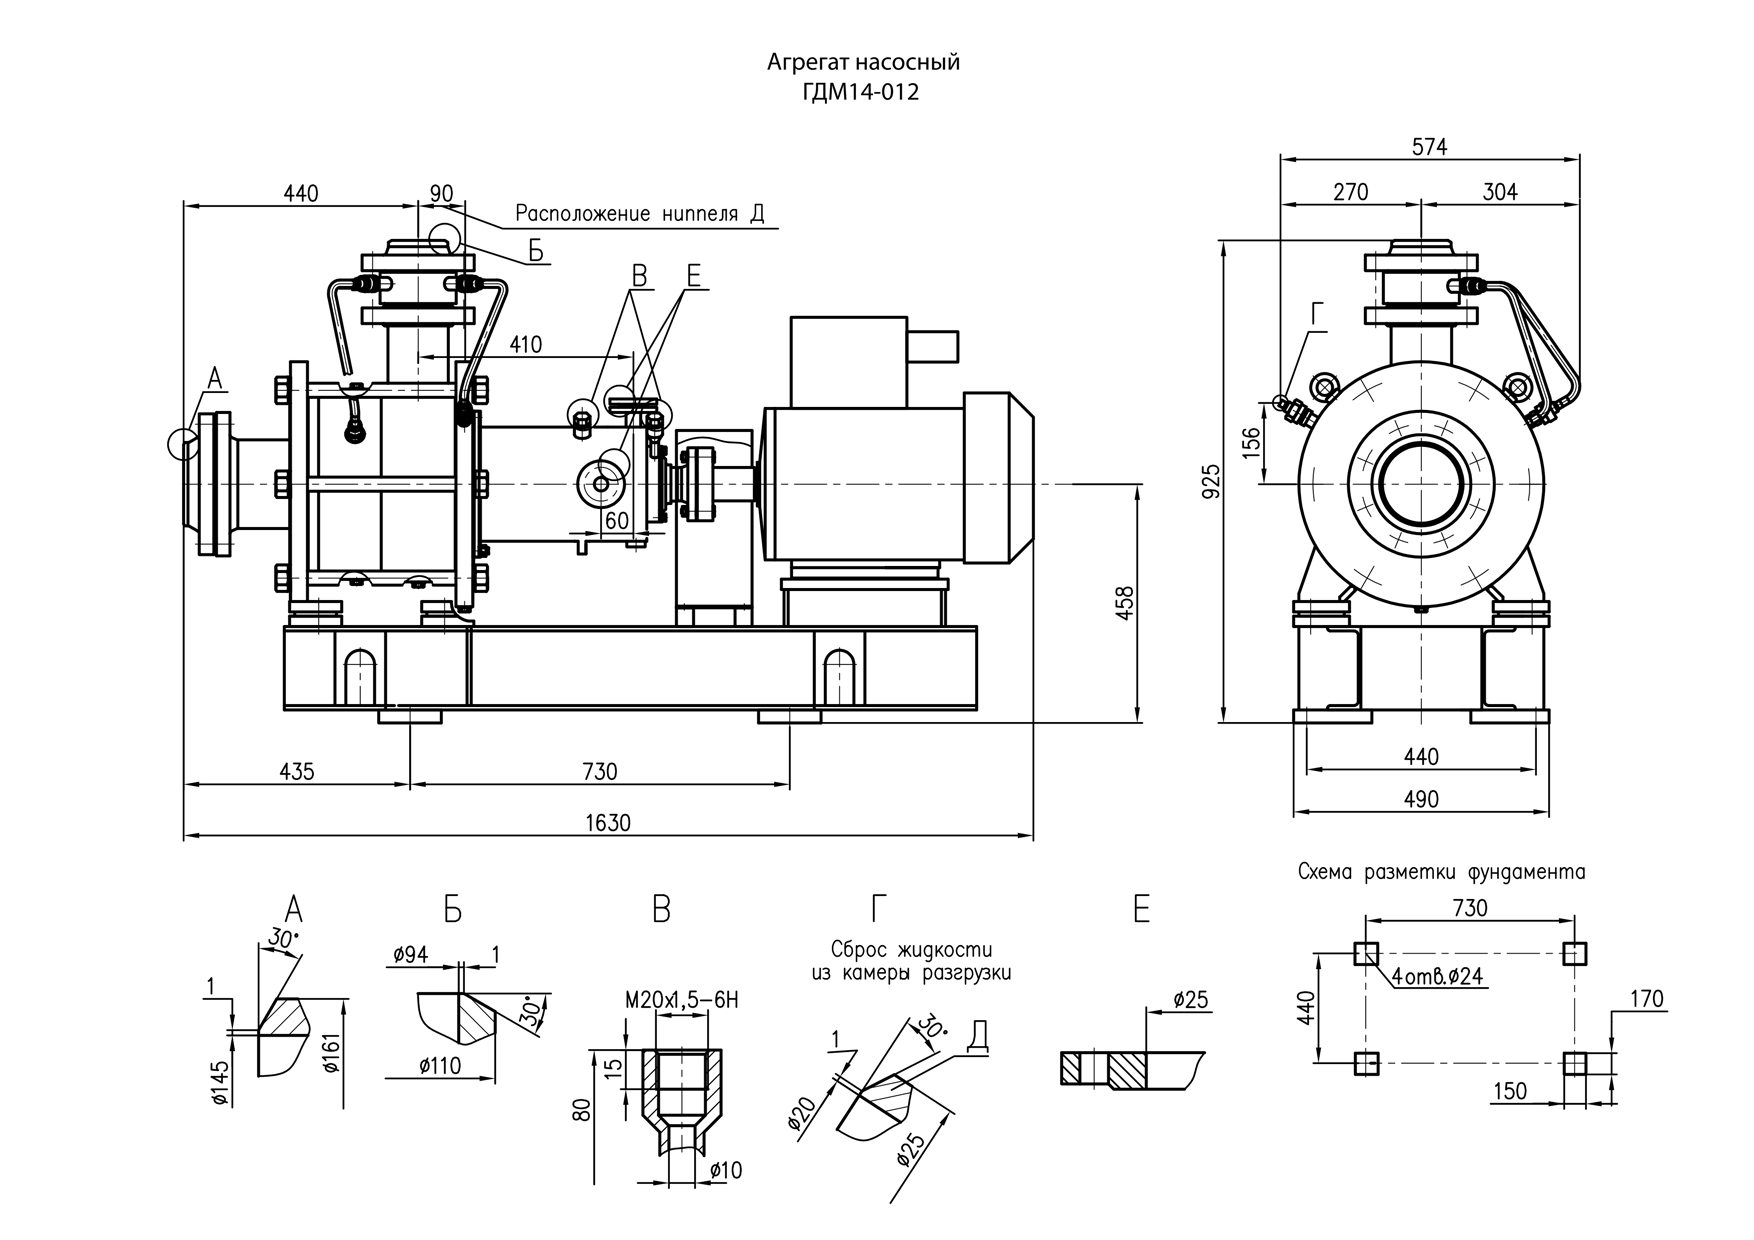 Агрегат насосный
ГДМ14-012
574
440
90
270
304
Расположение ниппеля Д
Б
В
Е
Г
410
А
156
925
60
458
435
730
440
490
1630
Схема разметки фундамента
А
Б
В
Г
Е
730
30°
ø94
1
Сброс жидкости
из камеры разгрузки
4отв.ø24
1
М20х1,5-6Н
30°
ø25
170
440
30°
Д
1
ø161
ø110
15
ø145
80
ø20
150
ø25
ø10